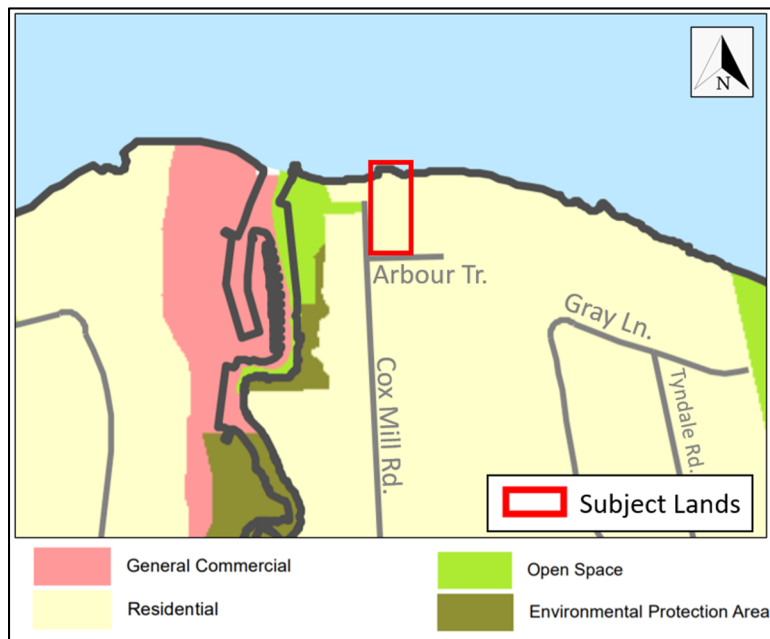 N
Arbour Tr.
Gray Ln.
Cox Mill Rd.
Tyndale Rd.
Subject Lands
General Commercial
Open Space
Residential
Environmental Protection Area